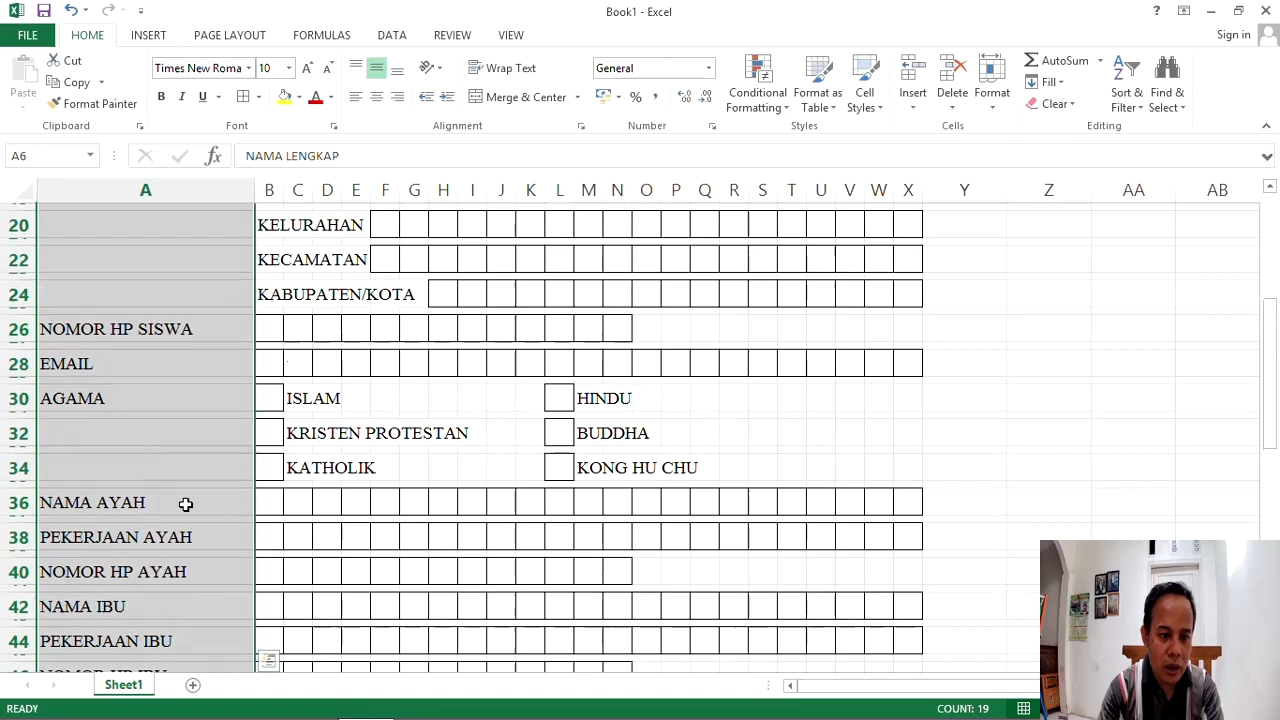 Book1 - Excel
?
FILE
HOME
INSERT
PAGE LAYOUT
FORMULAS
DATA
REVIEW
VIEW
Sign in
Paste
Cut
Copy
Format Painter
Clipboard
Times New Roma
10
B I U
A
Font
Wrap Text
Merge & Center
Alignment
General
%
Number
Conditional Formatting
Format as Table
Cell Styles
Styles
Insert
Delete
Format
Cells
AutoSum
Fill
Clear
Sort & Filter
Find & Select
Editing
A6
fx
NAMA LENGKAP
A B C D E F G H I J K L M N O P Q R S T U V W X Y Z AA AB
20 KELURAHAN
22 KECAMATAN
24 KABUPATEN/KOTA
26 NOMOR HP SISWA
28 EMAIL
30 AGAMA ISLAM HINDU
32 KRISTEN PROTESTAN BUDDHA
34 KATHOLIK KONG HU CHU
36 NAMA AYAH
38 PEKERJAAN AYAH
40 NOMOR HP AYAH
42 NAMA IBU
44 PEKERJAAN IBU
Sheet1
READY
COUNT: 19